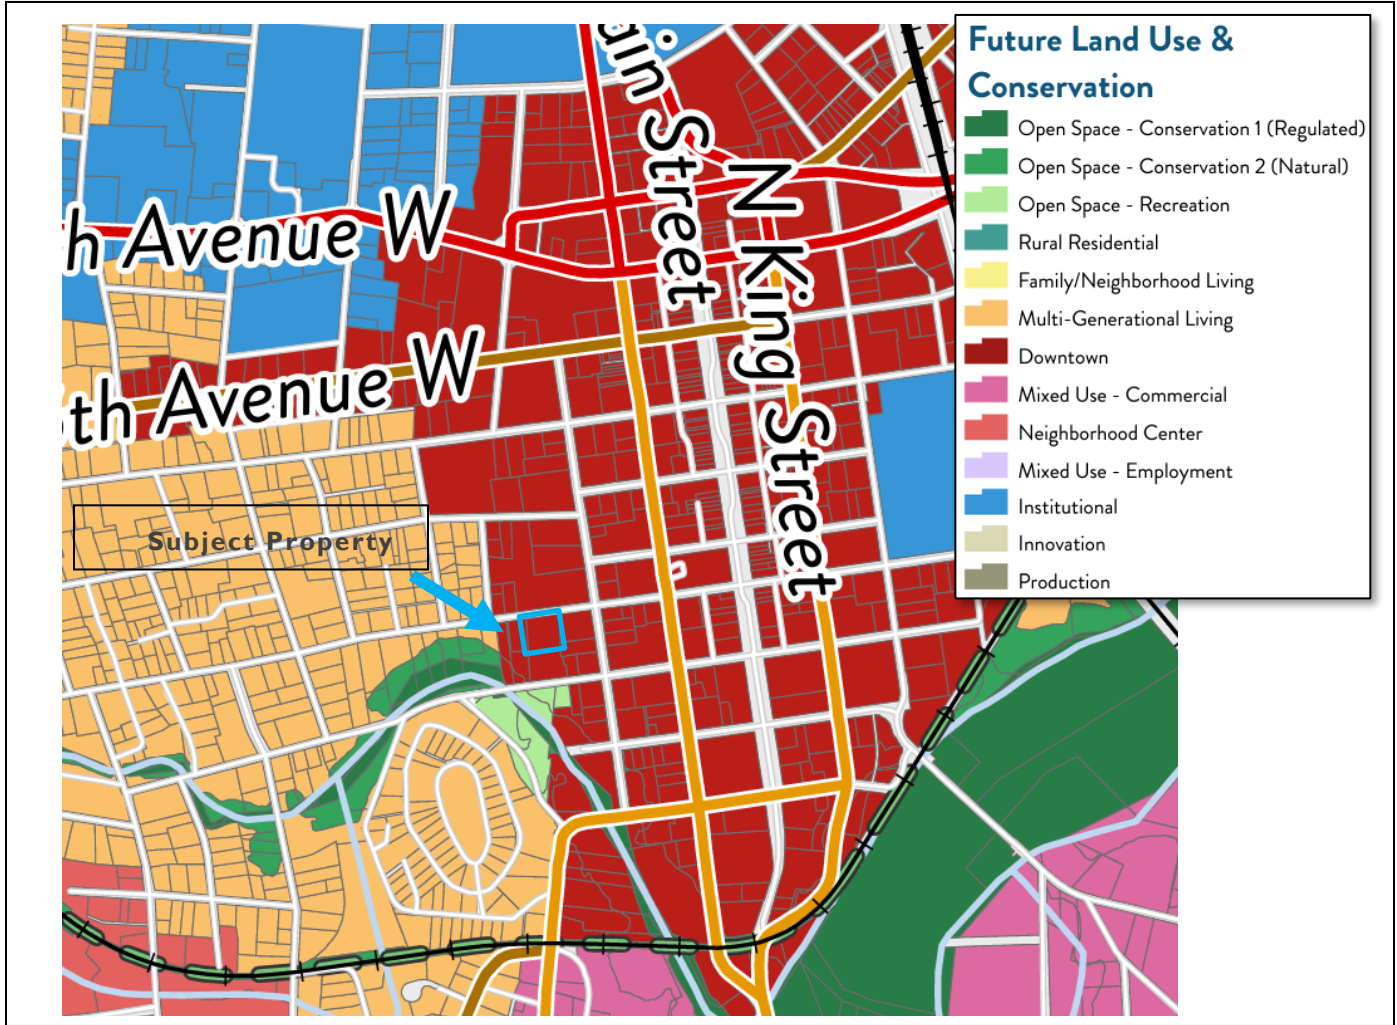 Future Land Use &
Conservation
Open Space - Conservation 1 (Regulated)
Open Space - Conservation 2 (Natural)
Open Space - Recreation
Rural Residential
Family/Neighborhood Living
Multi-Generational Living
Downtown
Mixed Use - Commercial
Neighborhood Center
Mixed Use - Employment
Institutional
Innovation
Production
ain Street
N King Street
h Avenue W
th Avenue W
Subject Property